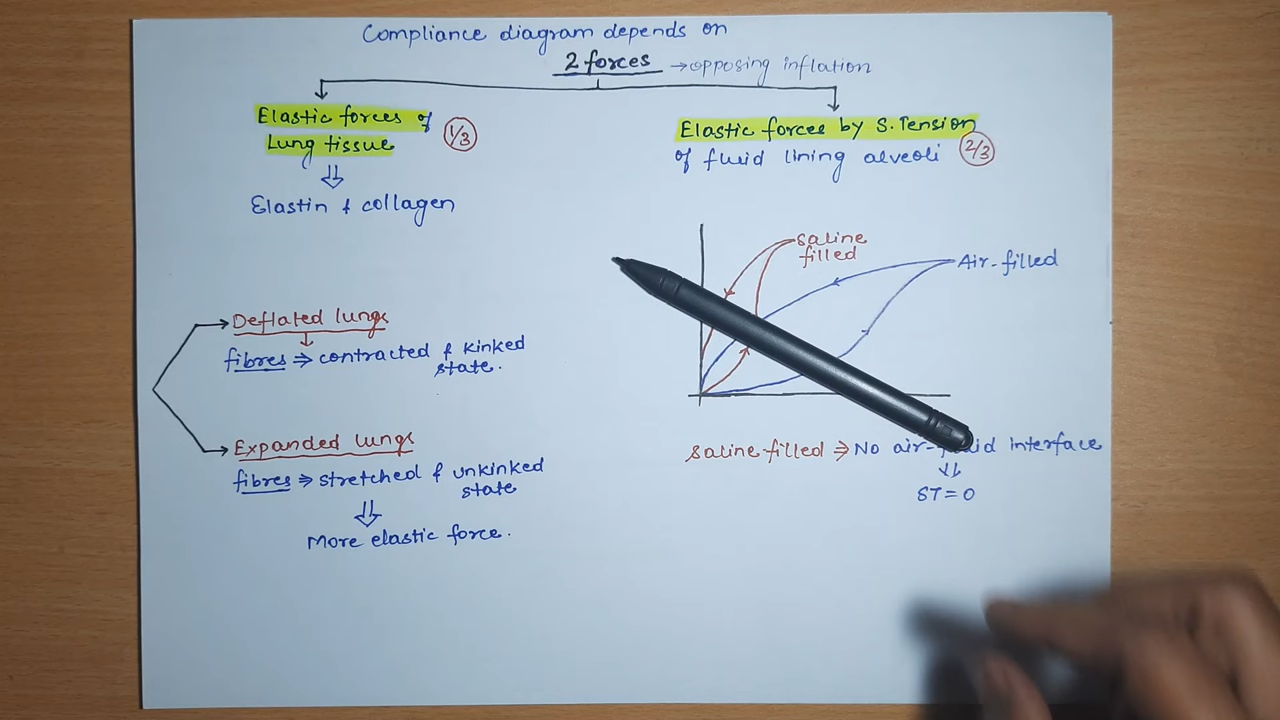 Compliance diagram depends on
2 forces → opposing inflation
Elastic forces of
Lung tissue
1/3
⇓
Elastin & collagen
Elastic forces by S. Tension
of fluid lining alveoli
2/3
Saline
filled
Air-filled
Deflated lungs
↓
fibres ⇒ contracted & kinked
state.
Expanded lungs
fibres ⇒ stretched & unkinked
state
⇓
More elastic force.
Saline-filled ⇒ No interface
⇓
ST = 0